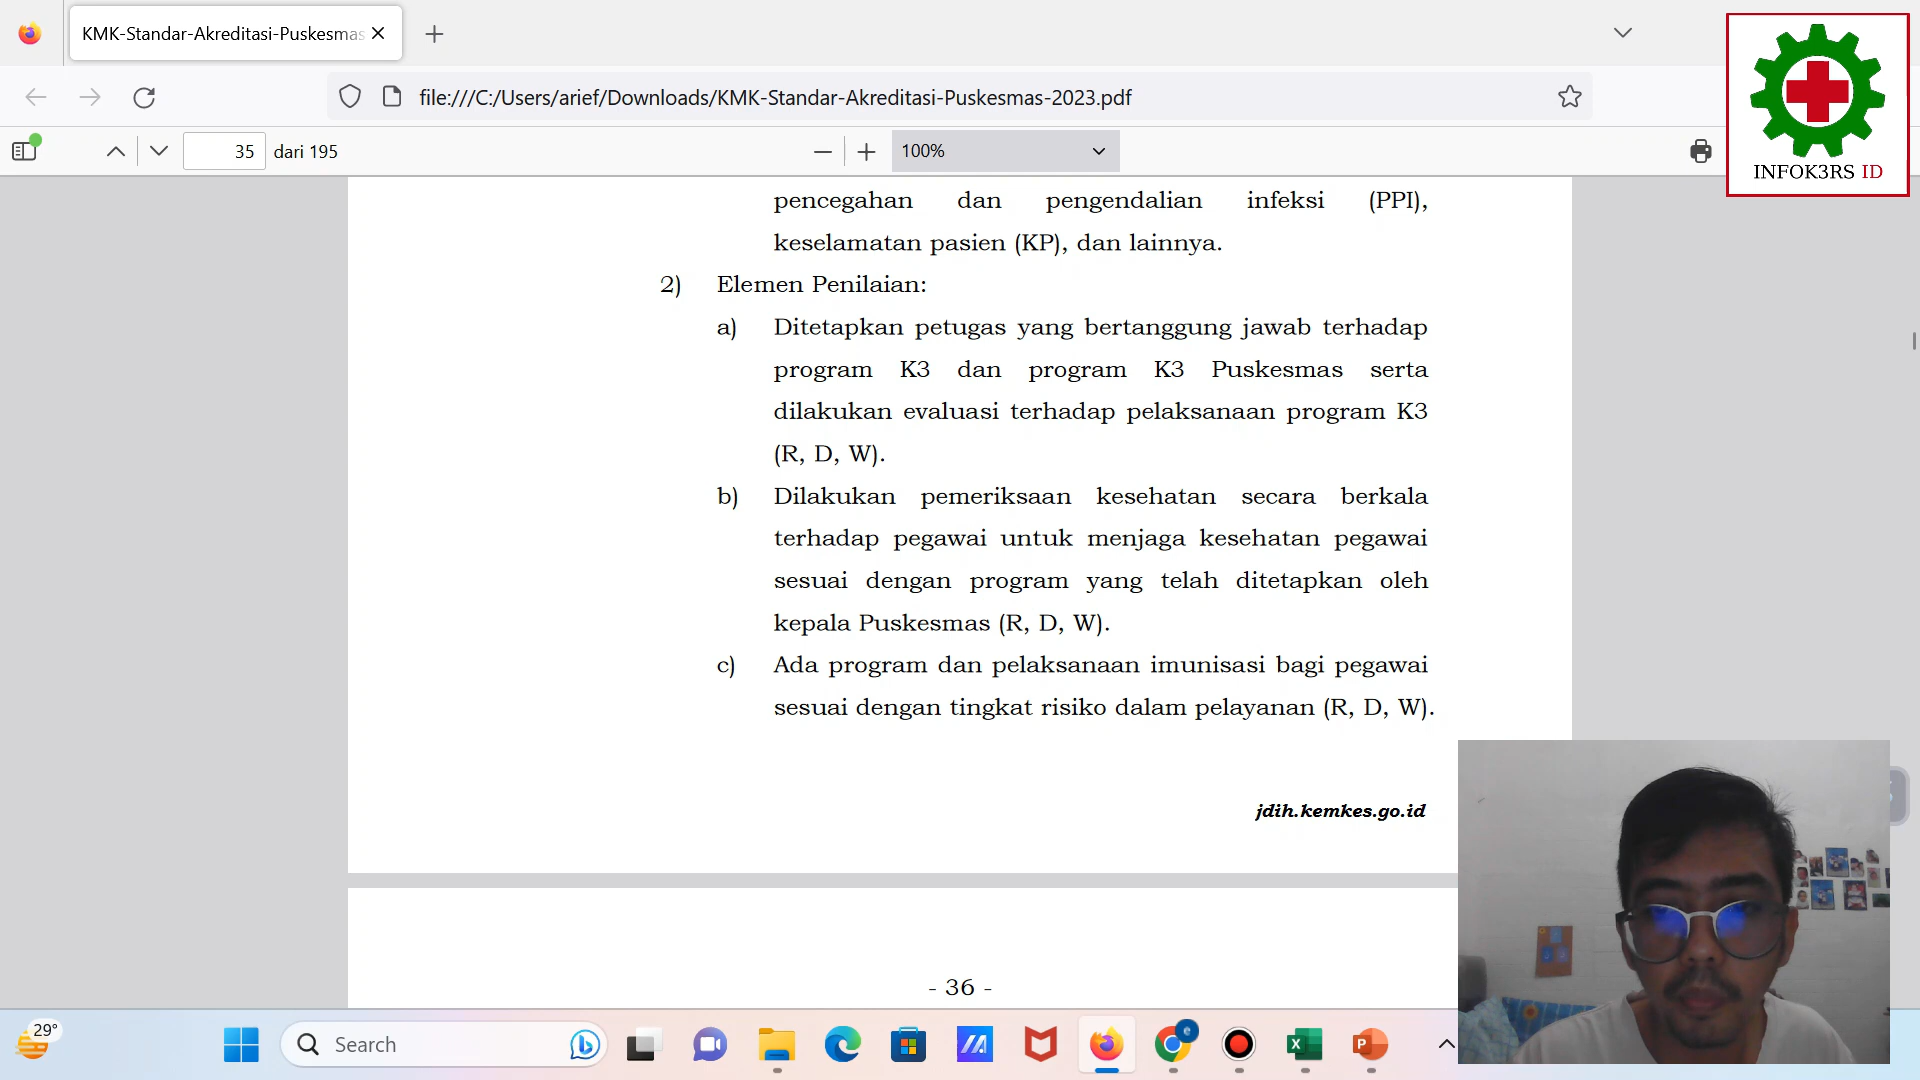 KMK-Standar-Akreditasi-Puskesmas
file:///C:/Users/arief/Downloads/KMK-Standar-Akreditasi-Puskesmas-2023.pdf
35 dari 195
100%
INFOK3RS ID
pencegahan dan pengendalian infeksi (PPI),
keselamatan pasien (KP), dan lainnya.
2) Elemen Penilaian:
a) Ditetapkan petugas yang bertanggung jawab terhadap
program K3 dan program K3 Puskesmas serta
dilakukan evaluasi terhadap pelaksanaan program K3
(R, D, W).
b) Dilakukan pemeriksaan kesehatan secara berkala
terhadap pegawai untuk menjaga kesehatan pegawai
sesuai dengan program yang telah ditetapkan oleh
kepala Puskesmas (R, D, W).
c) Ada program dan pelaksanaan imunisasi bagi pegawai
sesuai dengan tingkat risiko dalam pelayanan (R, D, W).
jdih.kemkes.go.id
- 36 -
29°
Search